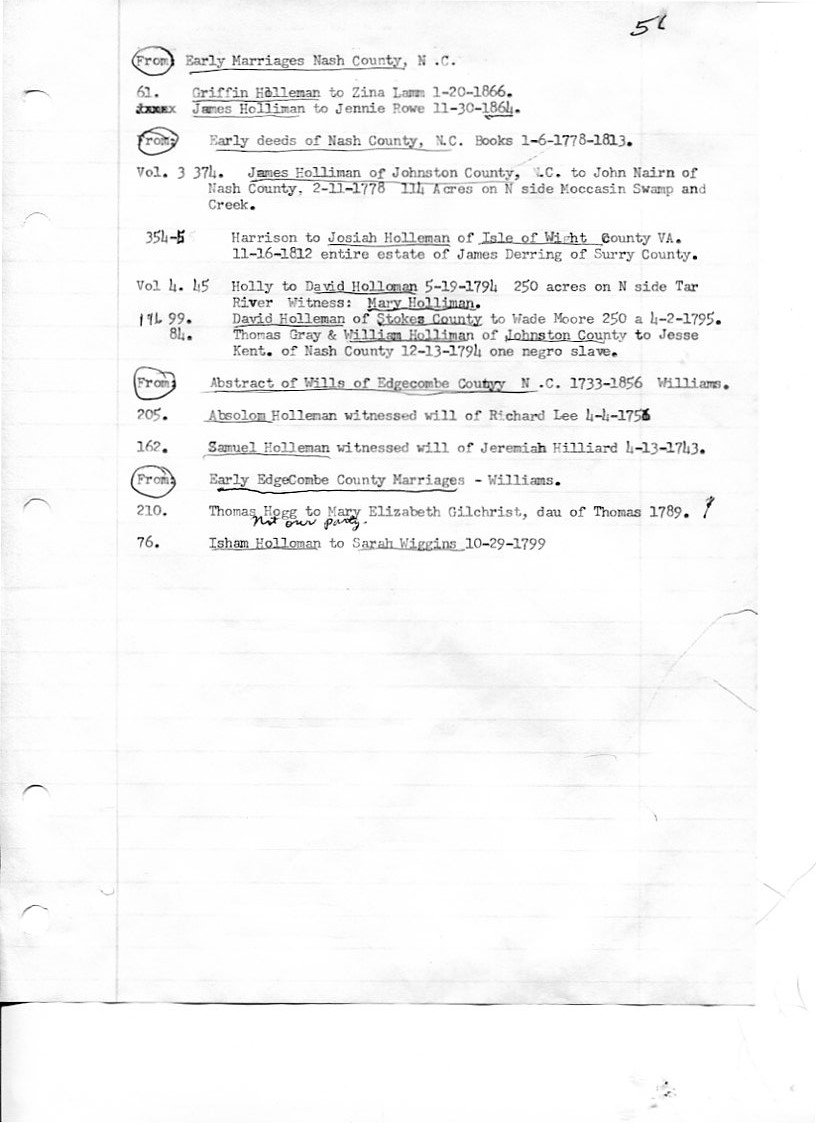 51
From: Early Marriages Nash County, N .C.
61. Griffin Holleman to Zina Lamm 1-20-1866.
James Holliman to Jennie Rowe 11-30-1864.
From: Early deeds of Nash County, N.C. Books 1-6-1778-1813.
Vol. 3 374. James Holliman of Johnston County, N.C. to John Nairn of
Nash County, 2-11-1778 114 Acres on N side Moccasin Swamp and
Creek.
354-5 Harrison to Josiah Holleman of Isle of Wight County VA.
11-16-1812 entire estate of James Derring of Surry County.
Vol 4. 45 Holly to David Holloman 5-19-1794 250 acres on N side Tar
River Witness: Mary Holliman.
99. David Holleman of Stokes County to Wade Moore 250 a 4-2-1795.
84. Thomas Gray & William Holliman of Johnston County to Jesse
Kent. of Nash County 12-13-1794 one negro slave.
From: Abstract of Wills of Edgecombe Coutyy N .C. 1733-1856 Williams.
205. Absolom Holleman witnessed will of Richard Lee 4-4-1756
162. Samuel Holleman witnessed will of Jeremiah Hilliard 4-13-1743.
From: Early EdgeCombe County Marriages - Williams.
210. Thomas Hogg to Mary Elizabeth Gilchrist, dau of Thomas 1789. ?
Not our party.
76. Isham Holloman to Sarah Wiggins 10-29-1799